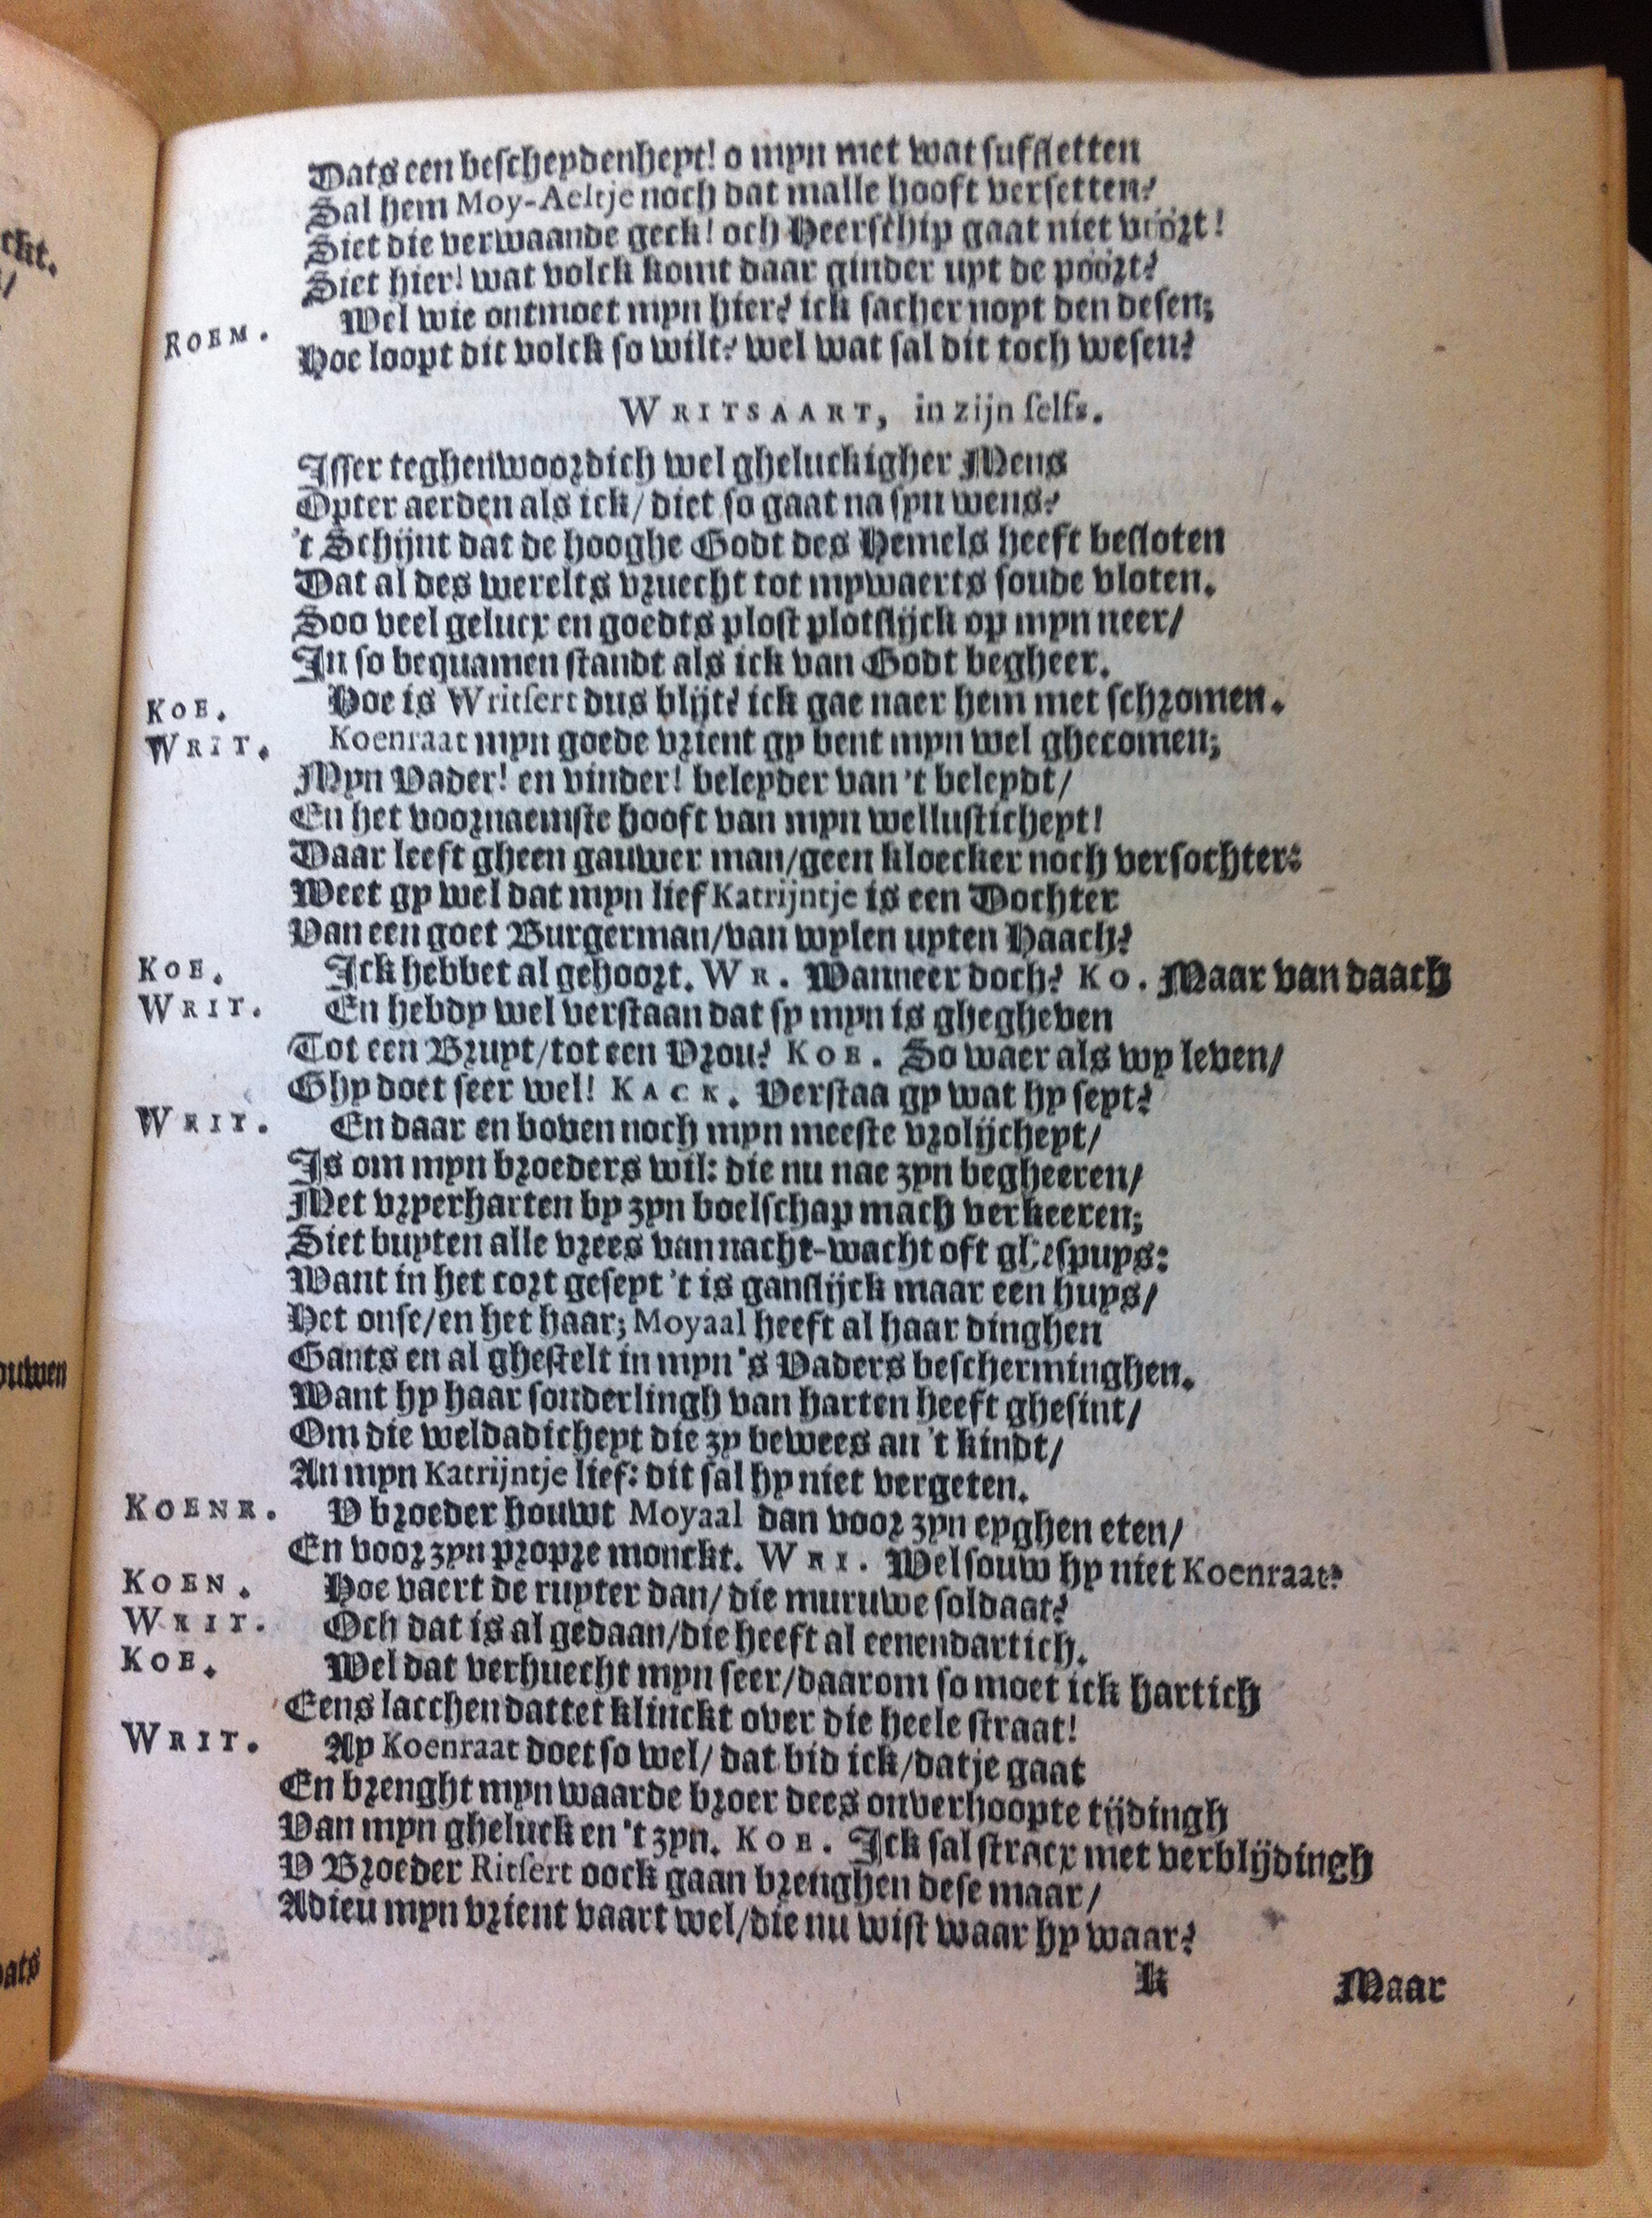 Dats een bescheydenheyt! o myn met wat suffletten
Sal hem Moy-Aeltje noch dat malle hooft versetten?
Siet die verwaande geck! och Heerschip gaat niet vóórt!
Siet hier! wat volck komt daar ginder uyt de póórt?
ROEM. Wel wie ontmoet myn hier? ick sacher noyt den desen;
Hoe loopt dit volck so wilt? wel wat sal dit toch wesen?
WRITSAART, in zijn selfs.
Isser teghenwoordich wel gheluckigher Mens
Opter aerden als ick/ diet so gaat na syn wens?
't Schijnt dat de hooghe Godt des Hemels heeft besloten
Dat al des werelts vruecht tot mywaerts soude vloten.
Soo veel gelucx en goedts plost plotslijck op myn neer/
In so bequamen standt als ick van Godt begheer.
KOE. Hoe is Writsert dus blijt? ick gae naer hem met schromen.
WRIT. Koenraat myn goede vrient gy bent myn wel ghecomen;
Myn Vader! en vinder! beleyder van 't beleydt/
En het voornaemste hooft van myn wellusticheyt!
Daar leeft gheen gauwer man/geen kloecker noch versochter:
Weet gy wel dat myn lief Katrijntje is een Dochter
Van een goet Burgerman/van wylen uyten Haach?
KOE. Ick hebbet al gehoort. WR. Wanneer doch? KO. Maar van daach
WRIT. En hebdy wel verstaan dat sy myn is ghegheven
Tot een Bruyt/tot een Vrou? KOE. So waer als wy leven/
Ghy doet seer wel! KACK. Verstaa gy wat hy seyt?
WRIT. En daar en boven noch myn meeste vrolijcheyt/
Is om myn broeders wil: die nu nae zyn begheeren/
Met vryerharten by zyn boelschap mach verkeeren;
Siet buyten alle vrees van nacht-wacht oft ghespuys:
Want in het cort geseyt 't is ganslijck maar een huys/
Het onse/en het haar; Moyaal heeft al haar dinghen
Gants en al ghestelt in myn 's Vaders bescherminghen.
Want hy haar sonderlingh van harten heeft ghesint/
Om die weldadicheyt die zy bewees an 't kindt/
An myn Katrijntje lief: dit sal hy niet vergeten.
KOENR. V broeder houwt Moyaal dan voor zyn eyghen eten/
En voor zyn propre monckt. WRI. Wel souw hy niet Koenraat?
KOEN. Hoe vaert de ruyter dan/ die muruwe soldaat?
WRIT. Och dat is al gedaan/die heeft al eenendartich.
KOE. Wel dat verhuecht myn seer/daarom so moet ick hartich
Eens lacchen dattet klinckt over die heele straat!
WRIT. Ay Koenraat doet so wel/ dat bid ick/datje gaat
En brenght myn waarde broer dees onverhoopte tijdingh
Van myn gheluck en 't zyn. KOE. Ick sal stracx met verblijdingh
V Broeder Ritsert oock gaan brenghen dese maar/
Adieu myn vrient vaart wel/die nu wist waar hy waar?
k Maar